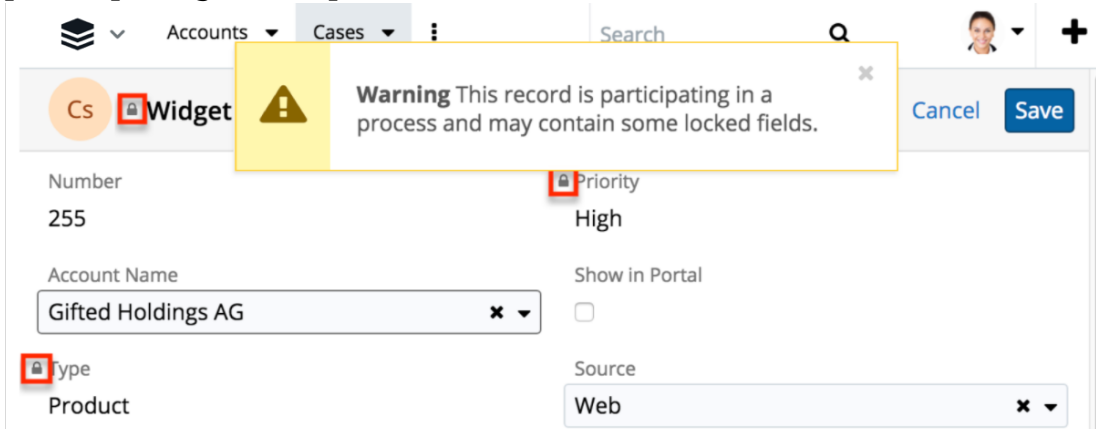 Accounts Cases Search
Cs Widget
Warning This record is participating in a
process and may contain some locked fields.
Cancel Save
Number
255
Priority
High
Account Name
Gifted Holdings AG
Show in Portal
Type
Product
Source
Web